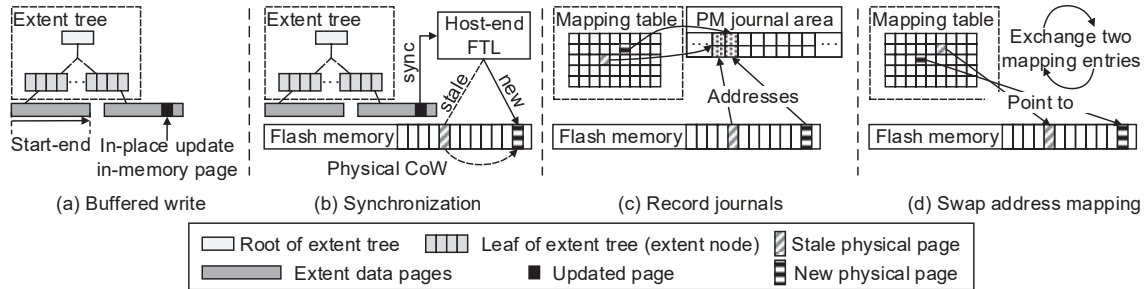 Extent tree
Start-end
In-place update
in-memory page
(a) Buffered write
Extent tree
Host-end
FTL
sync
stale
new
Flash memory
Physical CoW
(b) Synchronization
Mapping table
PM journal area
...
...
Addresses
Flash memory
(c) Record journals
Mapping table
Exchange two
mapping entries
Point to
Flash memory
(d) Swap address mapping
Root of extent tree
Leaf of extent tree (extent node)
Stale physical page
Extent data pages
Updated page
New physical page